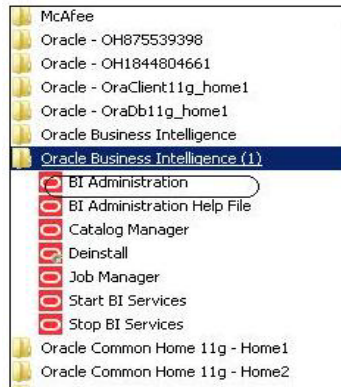 McAfee
Oracle - OH875539398
Oracle - OH1844804661
Oracle - OraClient11g_home1
Oracle - OraDb11g_home1
Oracle Business Intelligence
Oracle Business Intelligence (1)
BI Administration
BI Administration Help File
Catalog Manager
Deinstall
Job Manager
Start BI Services
Stop BI Services
Oracle Common Home 11g - Home1
Oracle Common Home 11g - Home2